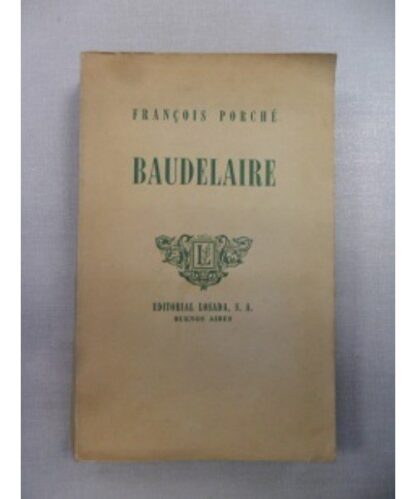 FRANÇOIS PORCHÉ
BAUDELAIRE
L
EDITORIAL LOSADA, S. A.
BUENOS AIRES